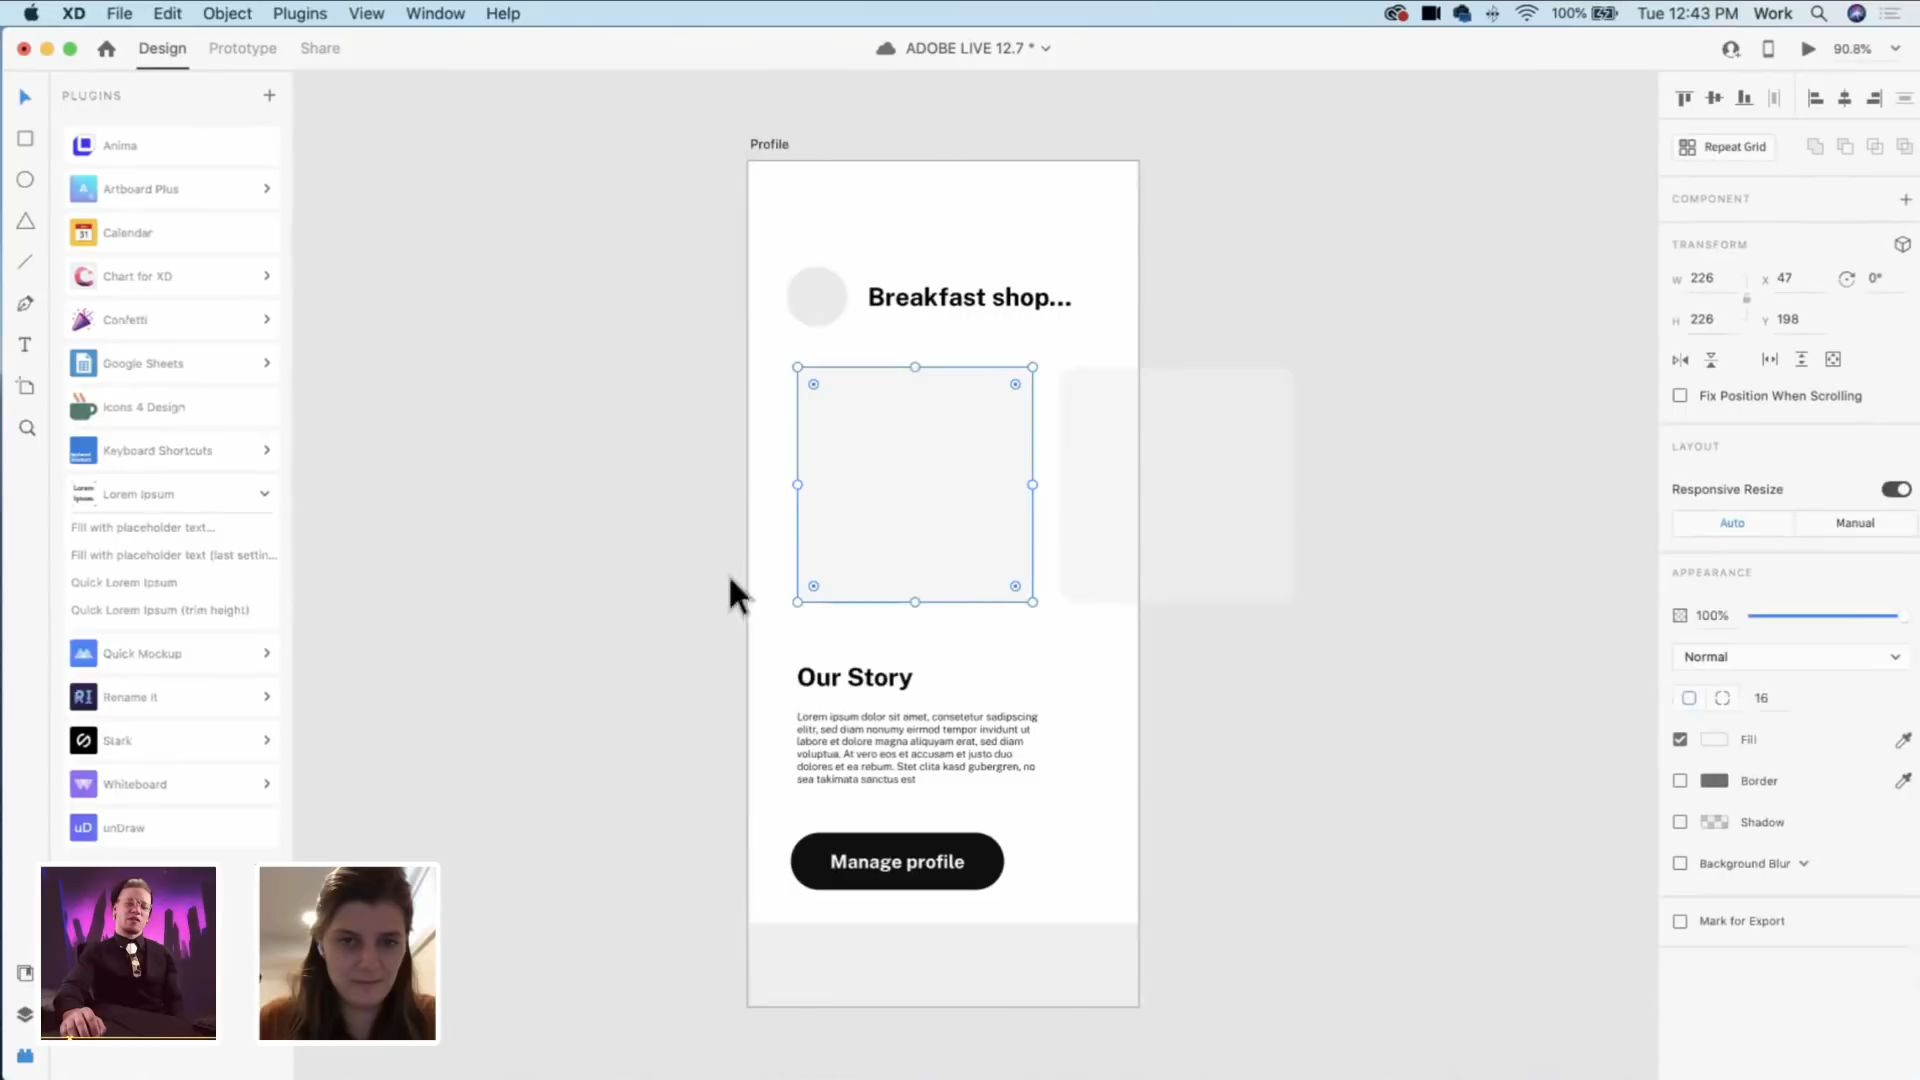 XD File Edit Object Plugins View Window Help
100% Tue 12:43 PM Work
Design Prototype Share
ADOBE LIVE 12.7 *
90.8%
PLUGINS
Anima
Artboard Plus
Calendar
Chart for XD
Confetti
Google Sheets
Icons 4 Design
Keyboard Shortcuts
Lorem Ipsum
Fill with placeholder text...
Fill with placeholder text (last settin...
Quick Lorem Ipsum
Quick Lorem Ipsum (trim height)
Quick Mockup
Rename it
Stark
Whiteboard
unDraw
Profile
Breakfast shop...
Our Story
Lorem ipsum dolor sit amet, consetetur sadipscing
elitr, sed diam nonumy eirmod tempor invidunt ut
labore et dolore magna aliquyam erat, sed diam
voluptua. At vero eos et accusam et justo duo
dolores et ea rebum. Stet clita kasd gubergren, no
sea takimata sanctus est
Manage profile
Repeat Grid
COMPONENT
TRANSFORM
W 226 X 47 0°
H 226 Y 198
Fix Position When Scrolling
LAYOUT
Responsive Resize
Auto Manual
APPEARANCE
100%
Normal
16
Fill
Border
Shadow
Background Blur
Mark for Export